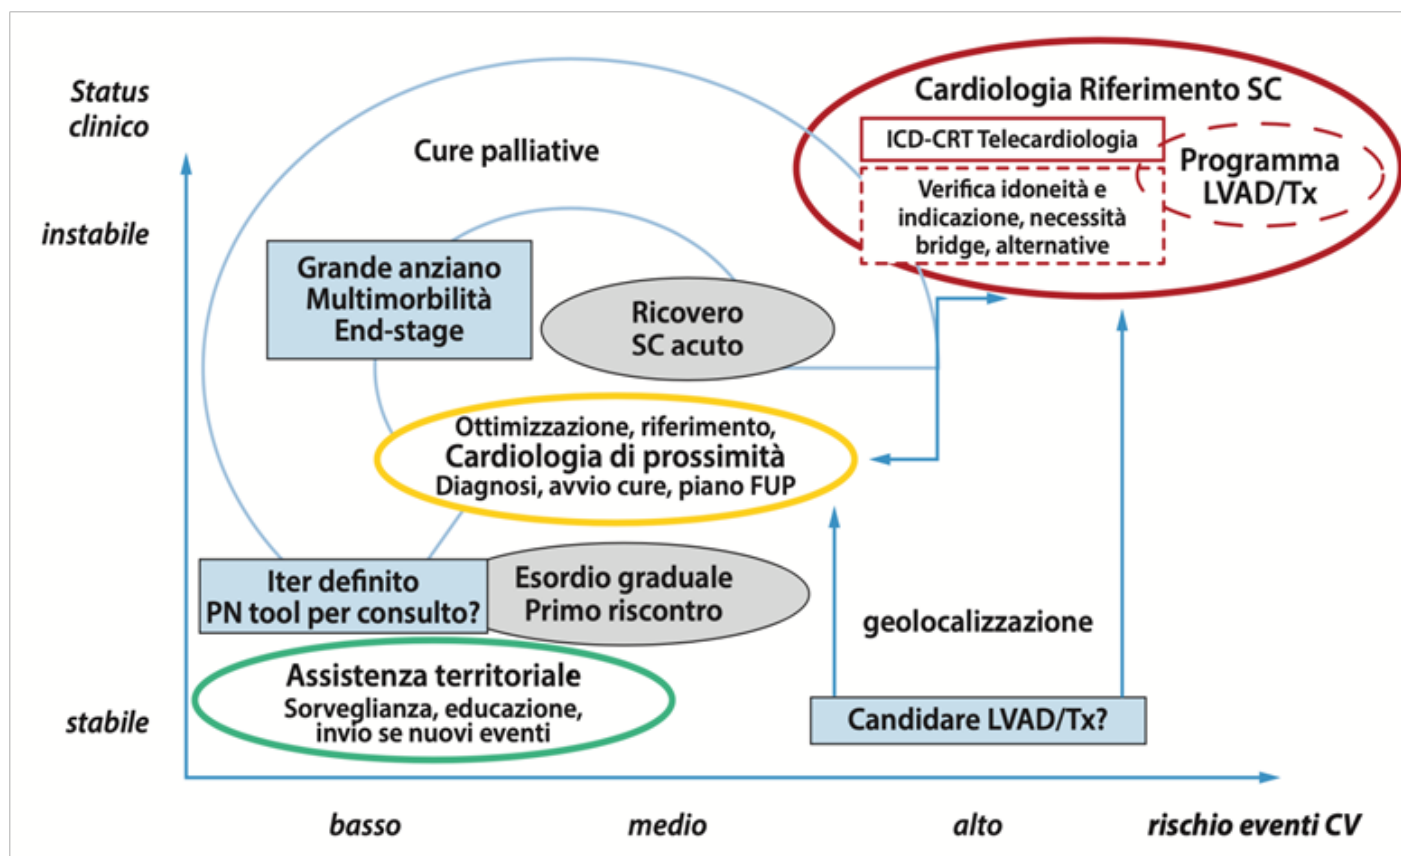 Status
clinico
instabile
stabile
Cure palliative
Cardiologia Riferimento SC
ICD-CRT Telecardiologia
Verifica idoneità e
indicazione, necessità
bridge, alternative
Programma
LVAD/Tx
Grande anziano
Multimorbilità
End-stage
Ricovero
SC acuto
Ottimizzazione, riferimento,
Cardiologia di prossimità
Diagnosi, avvio cure, piano FUP
Iter definito
PN tool per consulto?
Esordio graduale
Primo riscontro
geolocalizzazione
Assistenza territoriale
Sorveglianza, educazione,
invio se nuovi eventi
Candidare LVAD/Tx?
basso
medio
alto
rischio eventi CV